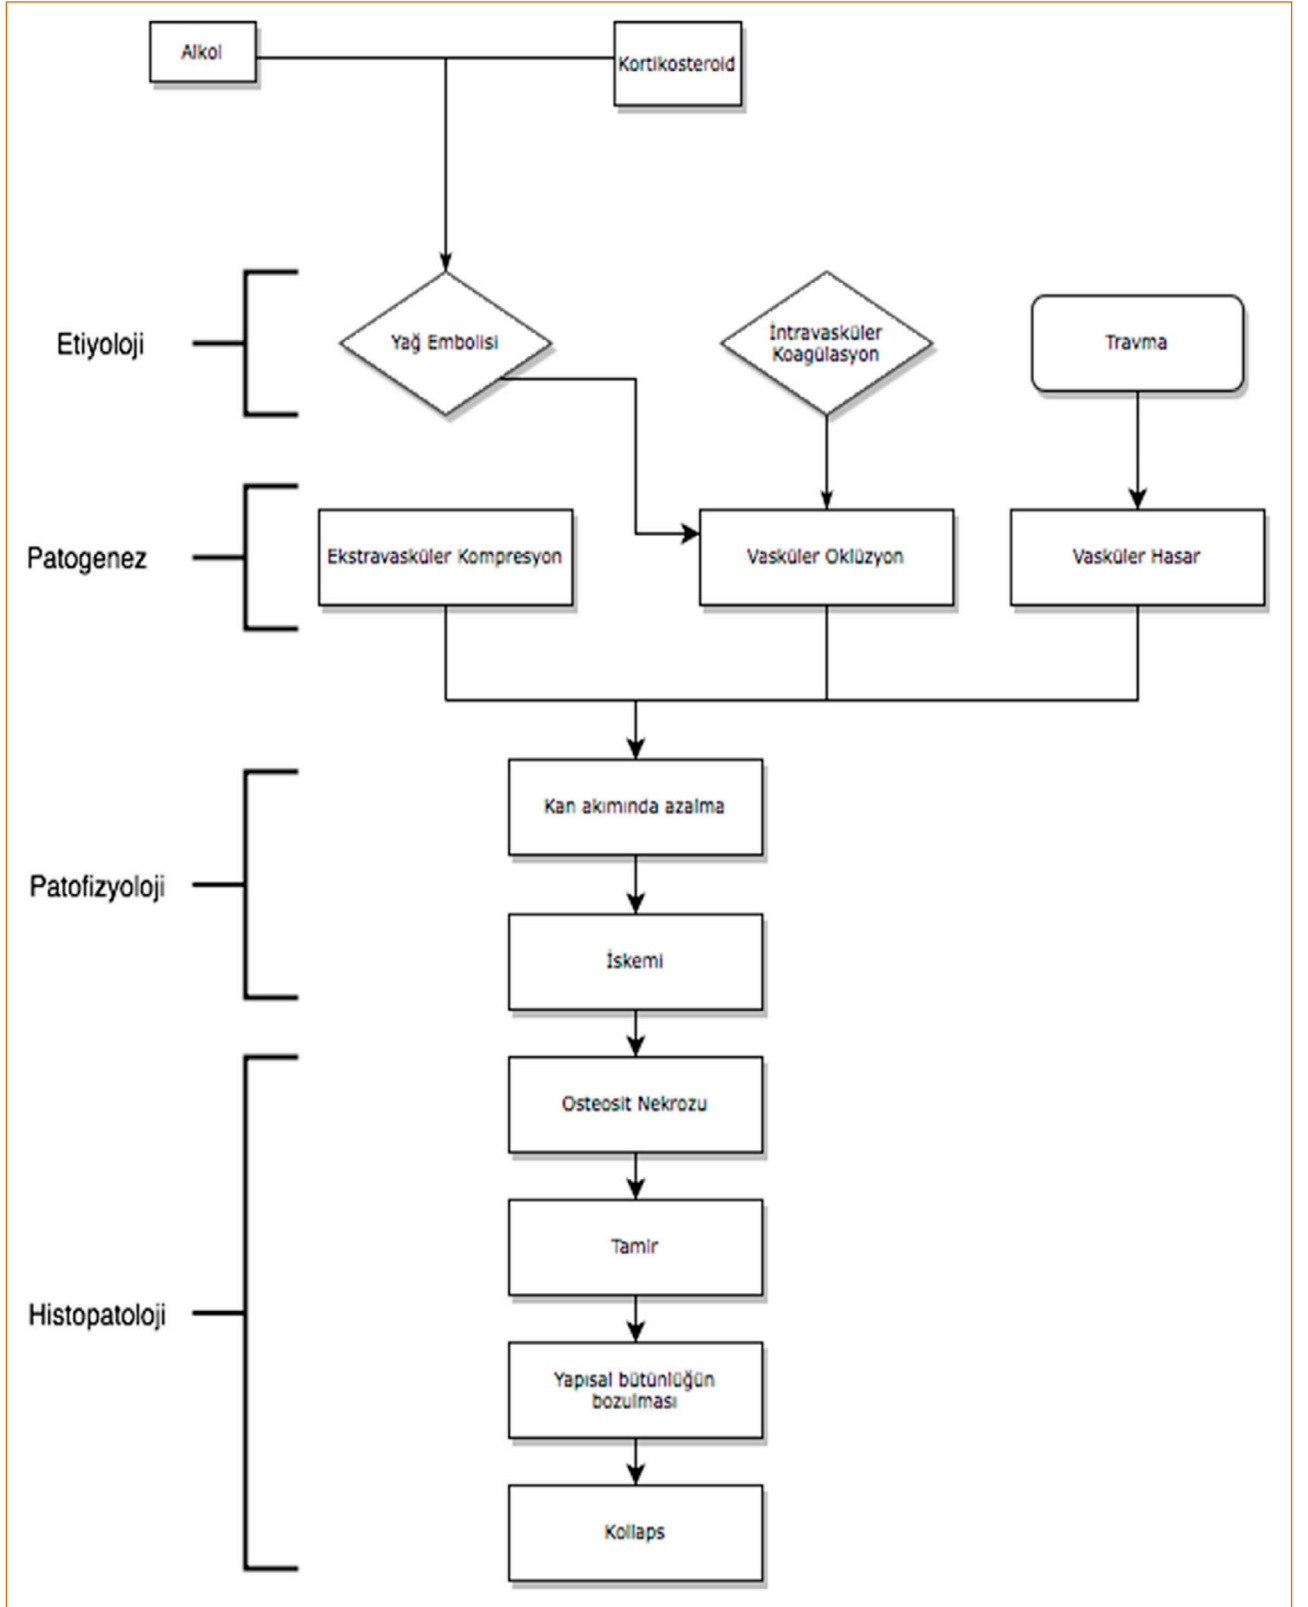 Alkol
Kortikosteroid
Etiyoloji
Yağ Embolisi
İntravasküler
Koagülasyon
Travma
Patogenez
Ekstravasküler Kompresyon
Vasküler Oklüzyon
Vasküler Hasar
Patofizyoloji
Kan akımında azalma
İskemi
Histopatoloji
Osteosit Nekrozu
Tamir
Yapısal bütünlüğün
bozulması
Kollaps